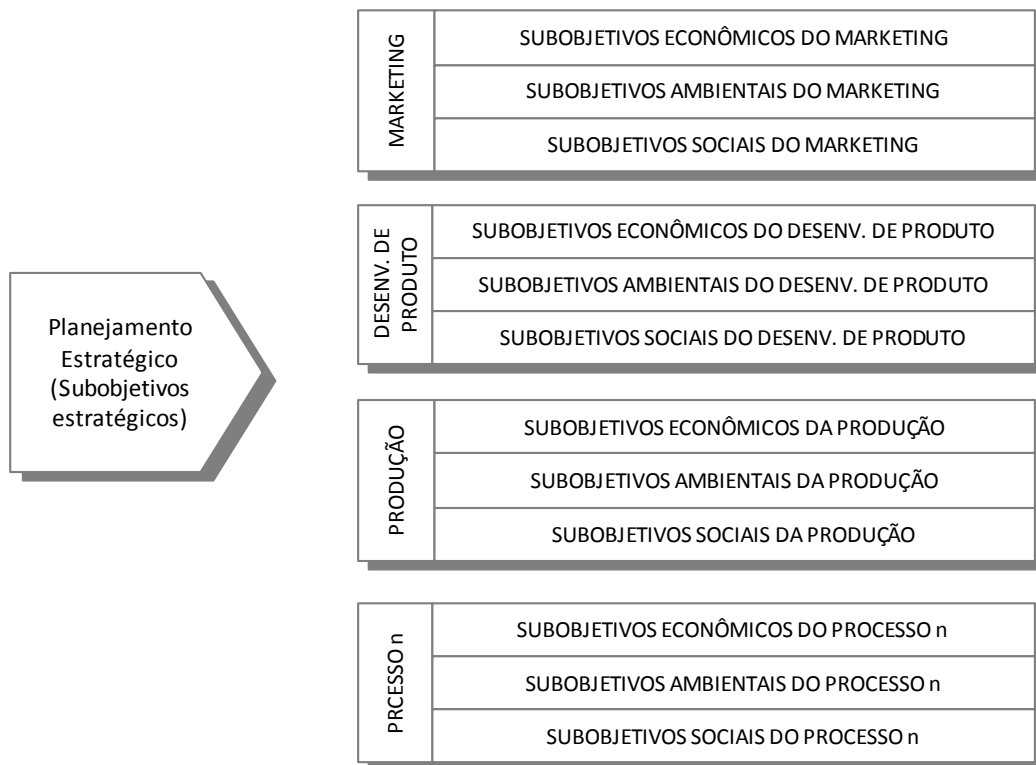 MARKETING
SUBOBJETIVOS ECONÔMICOS DO MARKETING
SUBOBJETIVOS AMBIENTAIS DO MARKETING
SUBOBJETIVOS SOCIAIS DO MARKETING
DESENV. DE
PRODUTO
SUBOBJETIVOS ECONÔMICOS DO DESENV. DE PRODUTO
SUBOBJETIVOS AMBIENTAIS DO DESENV. DE PRODUTO
SUBOBJETIVOS SOCIAIS DO DESENV. DE PRODUTO
Planejamento
Estratégico
(Subobjetivos
estratégicos)
PRODUÇÃO
SUBOBJETIVOS ECONÔMICOS DA PRODUÇÃO
SUBOBJETIVOS AMBIENTAIS DA PRODUÇÃO
SUBOBJETIVOS SOCIAIS DA PRODUÇÃO
PRCESSO n
SUBOBJETIVOS ECONÔMICOS DO PROCESSO n
SUBOBJETIVOS AMBIENTAIS DO PROCESSO n
SUBOBJETIVOS SOCIAIS DO PROCESSO n